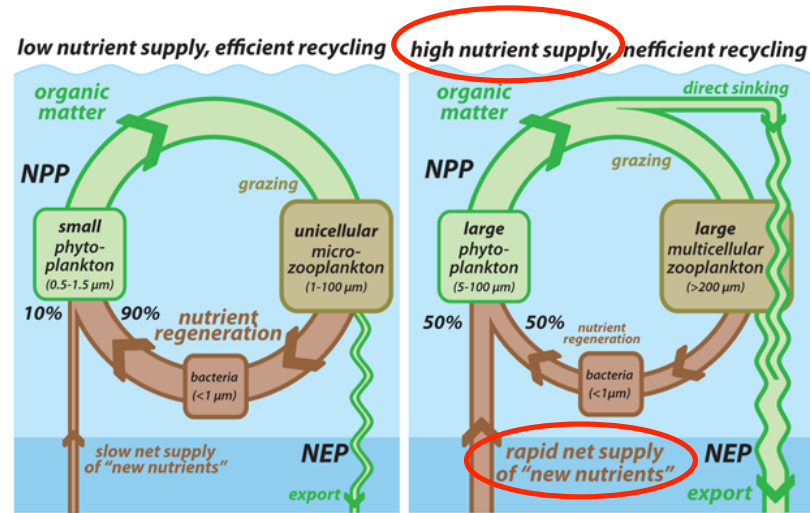 low nutrient supply, efficient recycling
organic
matter
NPP
grazing
small
phyto-
plankton
(0.5-1.5 µm)
unicellular
micro-
zooplankton
(1-100 µm)
10%
90%
nutrient
regeneration
bacteria
(<1 µm)
slow net supply
of "new nutrients"
NEP
export
high nutrient supply, inefficient recycling
organic
matter
direct sinking
NPP
grazing
large
phyto-
plankton
(5-100 µm)
large
multicellular
zooplankton
(>200 µm)
50%
50%
nutrient
regeneration
bacteria
(<1µm)
rapid net supply
of "new nutrients"
NEP
export